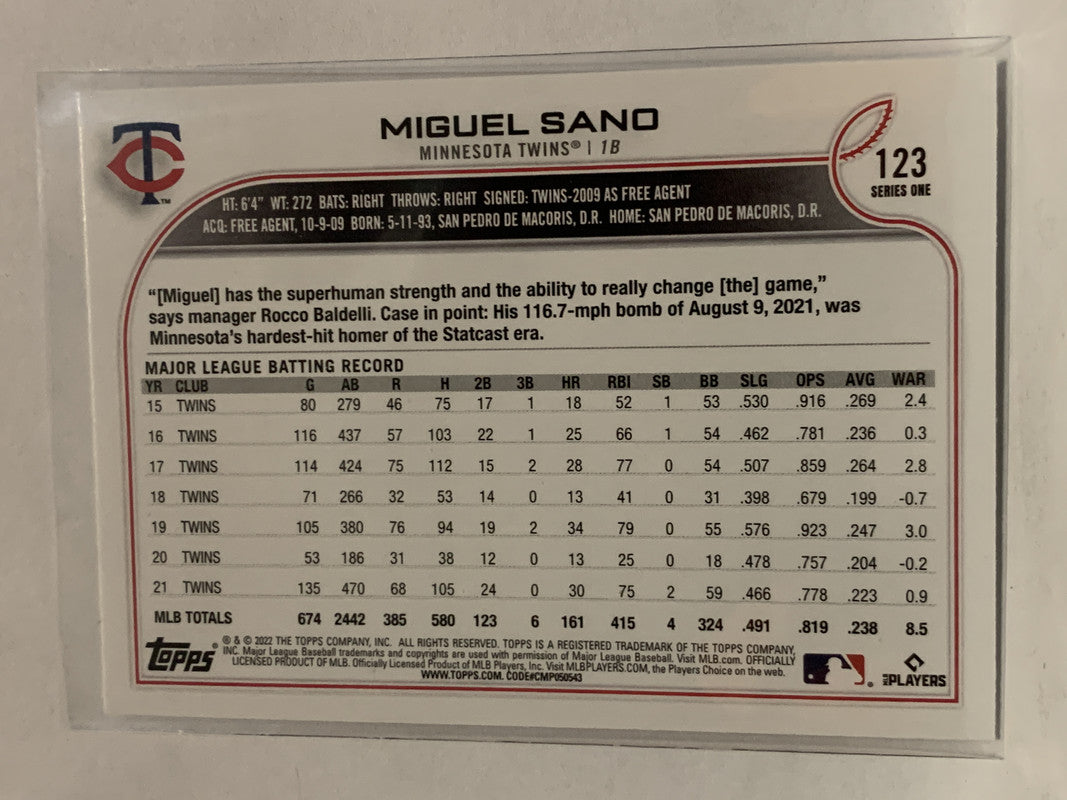 TC™
MIGUEL SANO
MINNESOTA TWINS® | 1B
123
SERIES ONE
HT: 6'4" WT: 272 BATS: RIGHT THROWS: RIGHT SIGNED: TWINS-2009 AS FREE AGENT
ACQ: FREE AGENT, 10-9-09 BORN: 5-11-93, SAN PEDRO DE MACORIS, D.R. HOME: SAN PEDRO DE MACORIS, D.R.
“[Miguel] has the superhuman strength and the ability to really change [the] game,”
says manager Rocco Baldelli. Case in point: His 116.7-mph bomb of August 9, 2021, was
Minnesota's hardest-hit homer of the Statcast era.
MAJOR LEAGUE BATTING RECORD
YR CLUB G AB R H 2B 3B HR RBI SB BB SLG OPS AVG WAR
15 TWINS 80 279 46 75 17 1 18 52 1 53 .530 .916 .269 2.4
16 TWINS 116 437 57 103 22 1 25 66 1 54 .462 .781 .236 0.3
17 TWINS 114 424 75 112 15 2 28 77 0 54 .507 .859 .264 2.8
18 TWINS 71 266 32 53 14 0 13 41 0 31 .398 .679 .199 -0.7
19 TWINS 105 380 76 94 19 2 34 79 0 55 .576 .923 .247 3.0
20 TWINS 53 186 31 38 12 0 13 25 0 18 .478 .757 .204 -0.2
21 TWINS 135 470 68 105 24 0 30 75 2 59 .466 .778 .223 0.9
MLB TOTALS 674 2442 385 580 123 6 161 415 4 324 .491 .819 .238 8.5
Topps®
® & © 2022 THE TOPPS COMPANY, INC. ALL RIGHTS RESERVED. TOPPS IS A REGISTERED TRADEMARK OF THE TOPPS COMPANY,
INC. Major League Baseball trademarks and copyrights are used with permission of Major League Baseball. Visit MLB.com. OFFICIALLY
LICENSED PRODUCT OF MLB. Officially Licensed Product of MLB Players, Inc. Visit MLBPLAYERS.COM, the Players Choice on the web.
WWW.TOPPS.COM. CODE#CMP050543
MLB PLAYERS